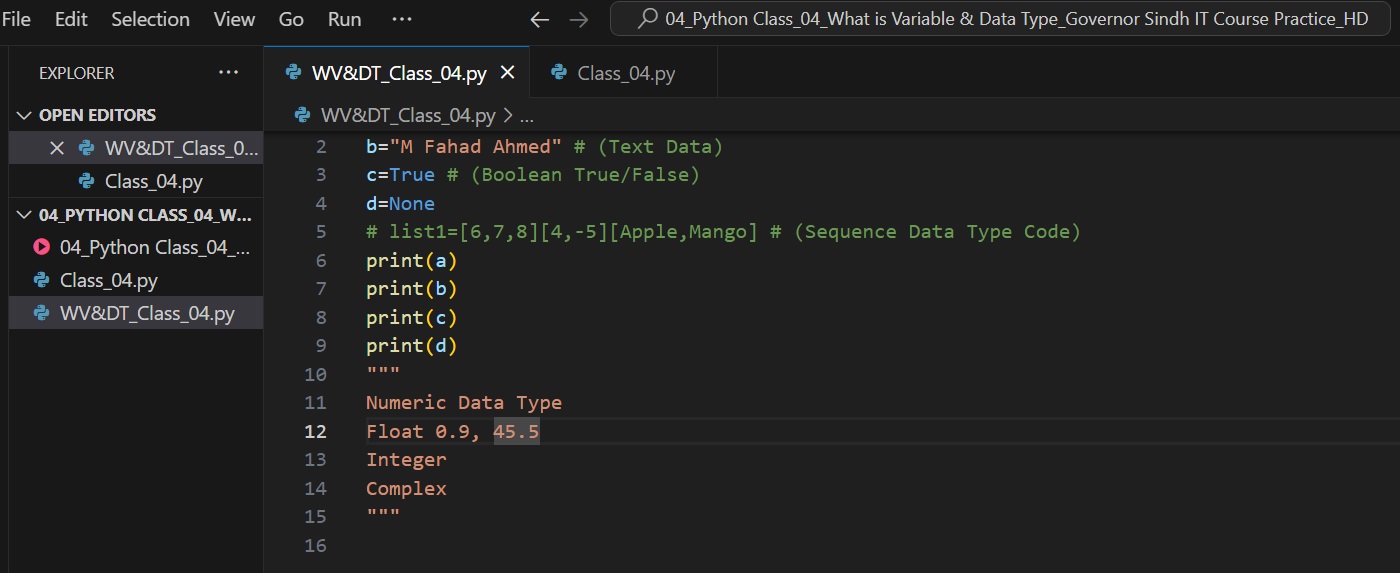 File Edit Selection View Go Run ... 04_Python Class_04_What is Variable & Data Type_Governor Sindh IT Course Practice_HD
EXPLORER ...
OPEN EDITORS
WV&DT_Class_0...
Class_04.py
04_PYTHON CLASS_04_W...
04_Python Class_04_...
Class_04.py
WV&DT_Class_04.py
WV&DT_Class_04.py Class_04.py
WV&DT_Class_04.py > ...
2 b="M Fahad Ahmed" # (Text Data)
3 c=True # (Boolean True/False)
4 d=None
5 # list1=[6,7,8][4,-5][Apple,Mango] # (Sequence Data Type Code)
6 print(a)
7 print(b)
8 print(c)
9 print(d)
10 """
11 Numeric Data Type
12 Float 0.9, 45.5
13 Integer
14 Complex
15 """
16